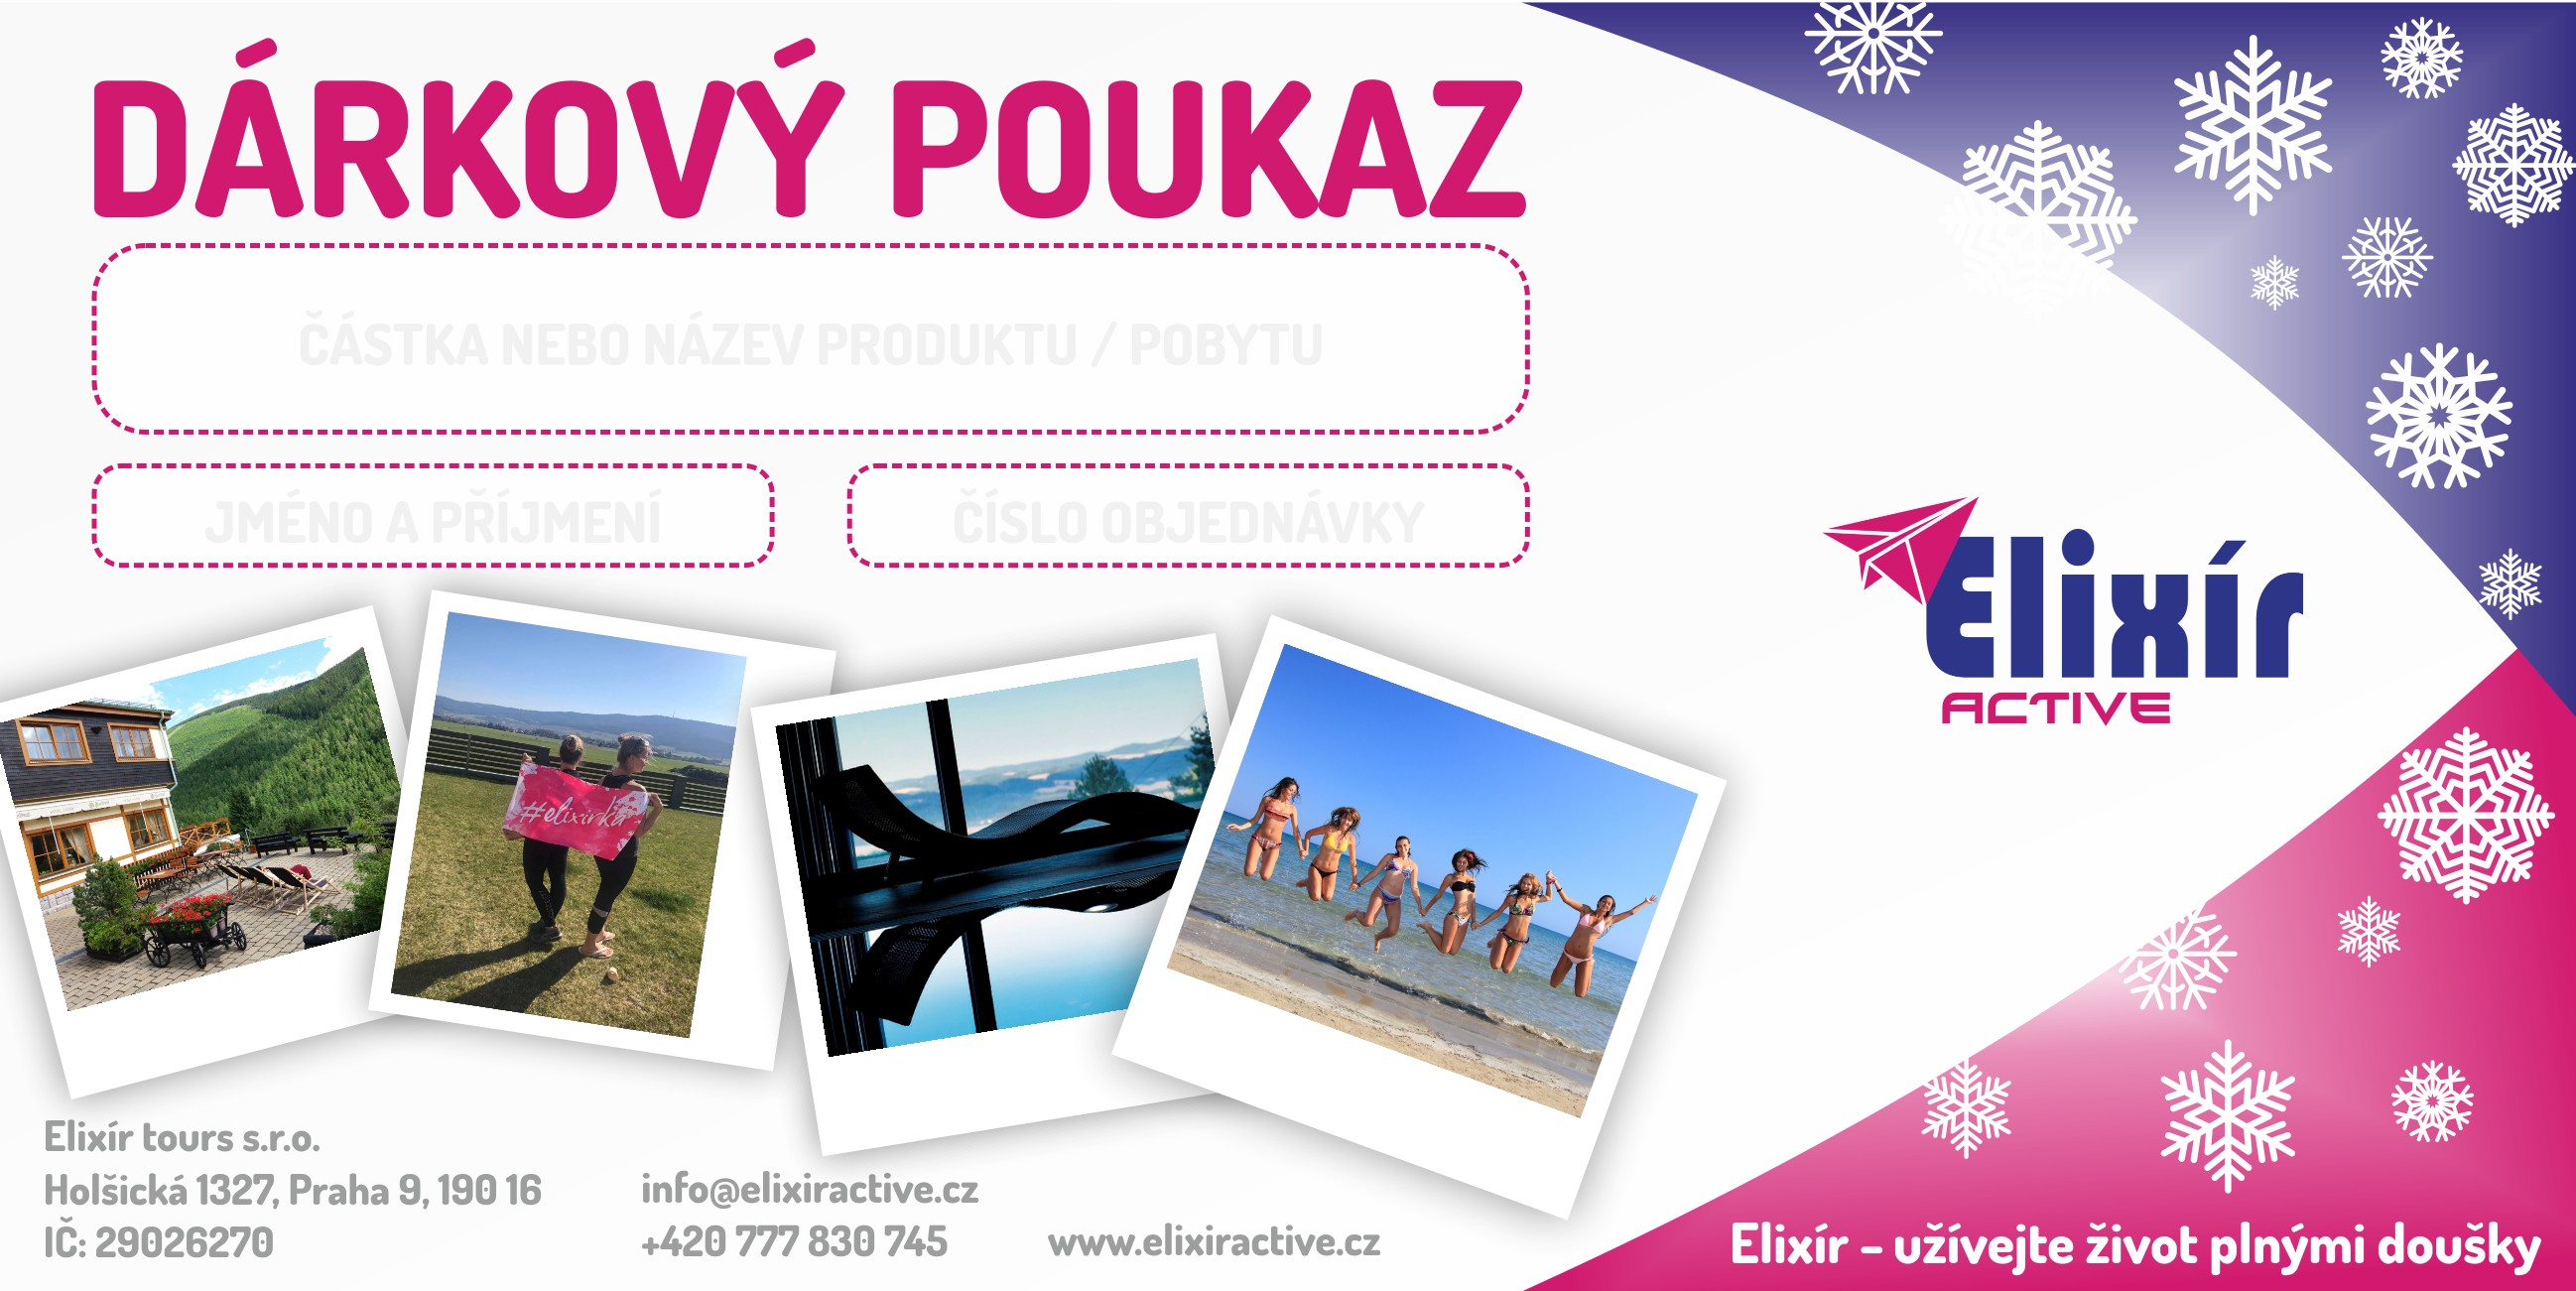 DÁRKOVÝ POUKAZ
ČÁSTKA NEBO NÁZEV PRODUKTU / POBYTU
JMÉNO A PŘÍJMENÍ
ČÍSLO OBJEDNÁVKY
Elixír
ACTIVE
#elixírka
Elixír tours s.r.o.
Holšická 1327, Praha 9, 190 16
IČ: 29026270
info@elixiractive.cz
+420 777 830 745
www.elixiractive.cz
Elixír – užívejte život plnými doušky